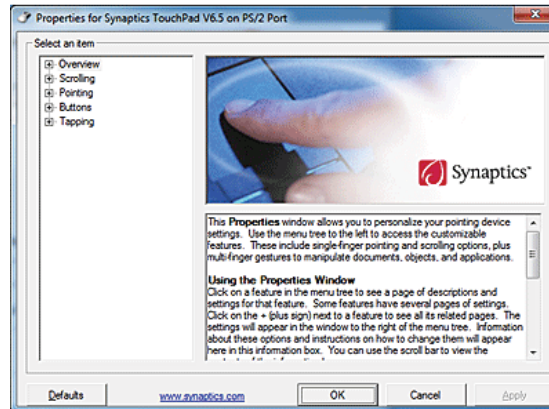 Properties for Synaptics TouchPad V6.5 on PS/2 Port
Select an item
Overview
Scrolling
Pointing
Buttons
Tapping
Synaptics™
This Properties window allows you to personalize your pointing device
settings. Use the menu tree to the left to access the customizable
features. These include single-finger pointing and scrolling options, plus
multi-finger gestures to manipulate documents, objects, and applications.
Using the Properties Window
Click on a feature in the menu tree to see a page of descriptions and
settings for that feature. Some features have several pages of settings.
Click on the + (plus sign) next to a feature to see all its related pages. The
settings will appear in the window to the right of the menu tree. Information
about these options and instructions on how to change them will appear
here in this information box. You can use the scroll bar to view the
Defaults
www.synaptics.com
OK
Cancel
Apply